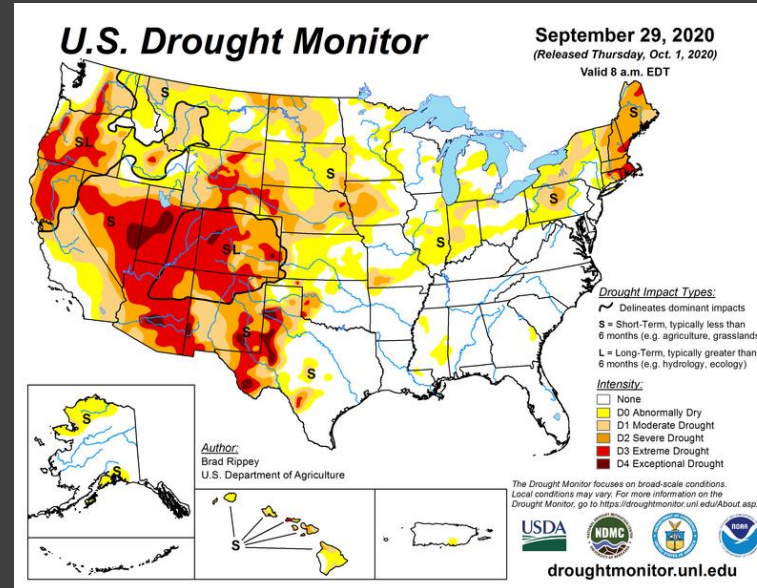 U.S. Drought Monitor
September 29, 2020
(Released Thursday, Oct. 1, 2020)
Valid 8 a.m. EDT
S
SL
S
S
SL
S
S
S
S
S
S
S
S
S
Drought Impact Types:
Delineates dominant impacts
S = Short-Term, typically less than
6 months (e.g. agriculture, grasslands
L = Long-Term, typically greater than
6 months (e.g. hydrology, ecology)
Intensity:
None
D0 Abnormally Dry
D1 Moderate Drought
D2 Severe Drought
D3 Extreme Drought
D4 Exceptional Drought
Author:
Brad Rippey
U.S. Department of Agriculture
The Drought Monitor focuses on broad-scale conditions.
Local conditions may vary. For more information on the
Drought Monitor, go to https://droughtmonitor.unl.edu/About.asp
USDA
NDMC
NOAA
droughtmonitor.unl.edu